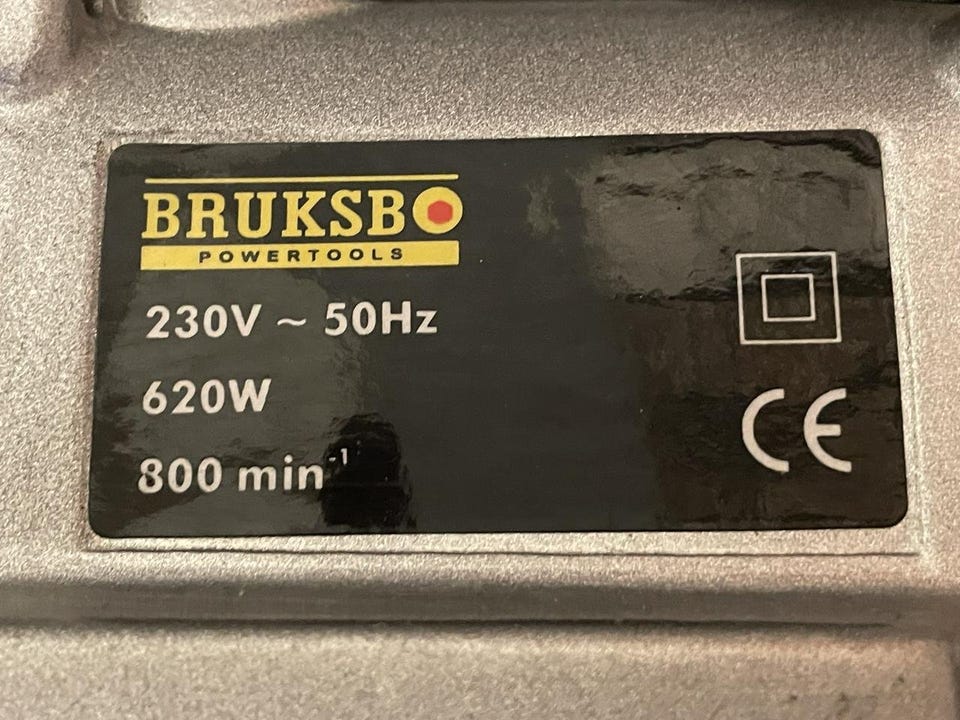 BRUKSBO
POWERTOOLS
230V ~ 50Hz
620W
800 min⁻¹
CE